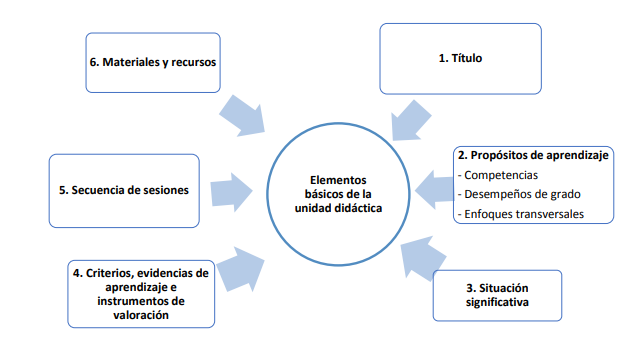 1. Título
2. Propósitos de aprendizaje
- Competencias
- Desempeños de grado
- Enfoques transversales
3. Situación
significativa
4. Criterios, evidencias de
aprendizaje e
instrumentos de
valoración
5. Secuencia de sesiones
6. Materiales y recursos
Elementos
básicos de la
unidad didáctica